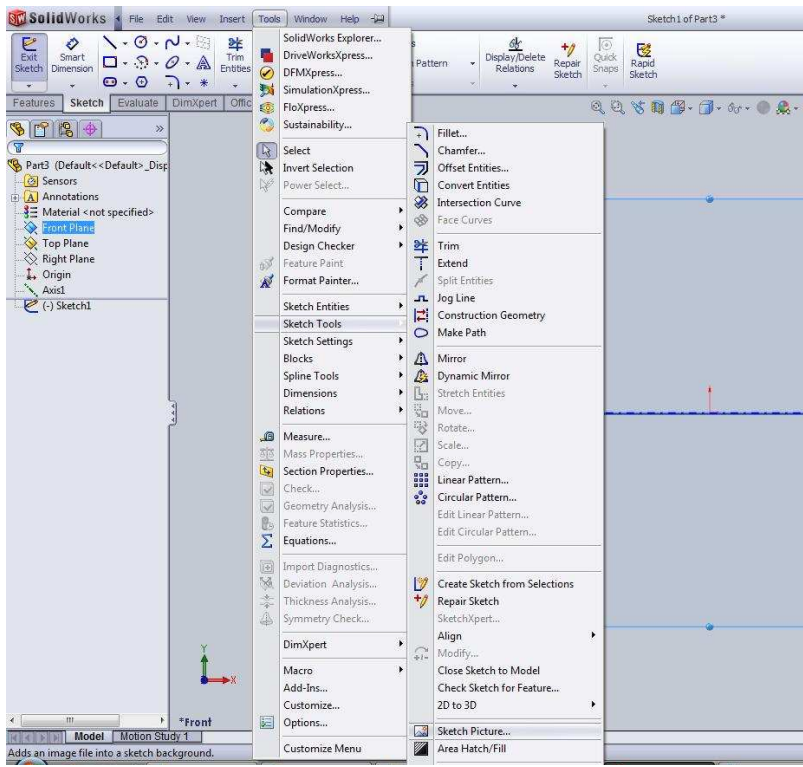 SolidWorks File Edit View Insert Tools Window Help Sketch1 of Part3 *
Exit Sketch
Smart Dimension
Trim Entities
Pattern
Display/Delete Relations
Repair Sketch
Quick Snaps
Rapid Sketch
Features Sketch Evaluate DimXpert
Part3 (Default<<Default>_Disp
Sensors
Annotations
Material <not specified>
Front Plane
Top Plane
Right Plane
Origin
Axis1
(-) Sketch1
SolidWorks Explorer...
DriveWorksXpress...
DFMXpress...
SimulationXpress...
FloXpress...
Sustainability...
Select
Invert Selection
Power Select...
Compare
Find/Modify
Design Checker
Feature Paint
Format Painter...
Sketch Entities
Sketch Tools
Sketch Settings
Blocks
Spline Tools
Dimensions
Relations
Measure...
Mass Properties...
Section Properties...
Check...
Geometry Analysis...
Feature Statistics...
Equations...
Import Diagnostics...
Deviation Analysis...
Thickness Analysis...
Symmetry Check...
DimXpert
Macro
Add-Ins...
Customize...
Options...
Customize Menu
Fillet...
Chamfer...
Offset Entities...
Convert Entities
Intersection Curve
Face Curves
Trim
Extend
Split Entities
Jog Line
Construction Geometry
Make Path
Mirror
Dynamic Mirror
Stretch Entities
Move...
Rotate...
Scale...
Copy...
Linear Pattern...
Circular Pattern...
Edit Linear Pattern...
Edit Circular Pattern...
Edit Polygon...
Create Sketch from Selections
Repair Sketch
SketchXpert...
Align
Modify...
Close Sketch to Model
Check Sketch for Feature...
2D to 3D
Sketch Picture...
Area Hatch/Fill
Y
X
*Front
Model Motion Study 1
Adds an image file into a sketch background.